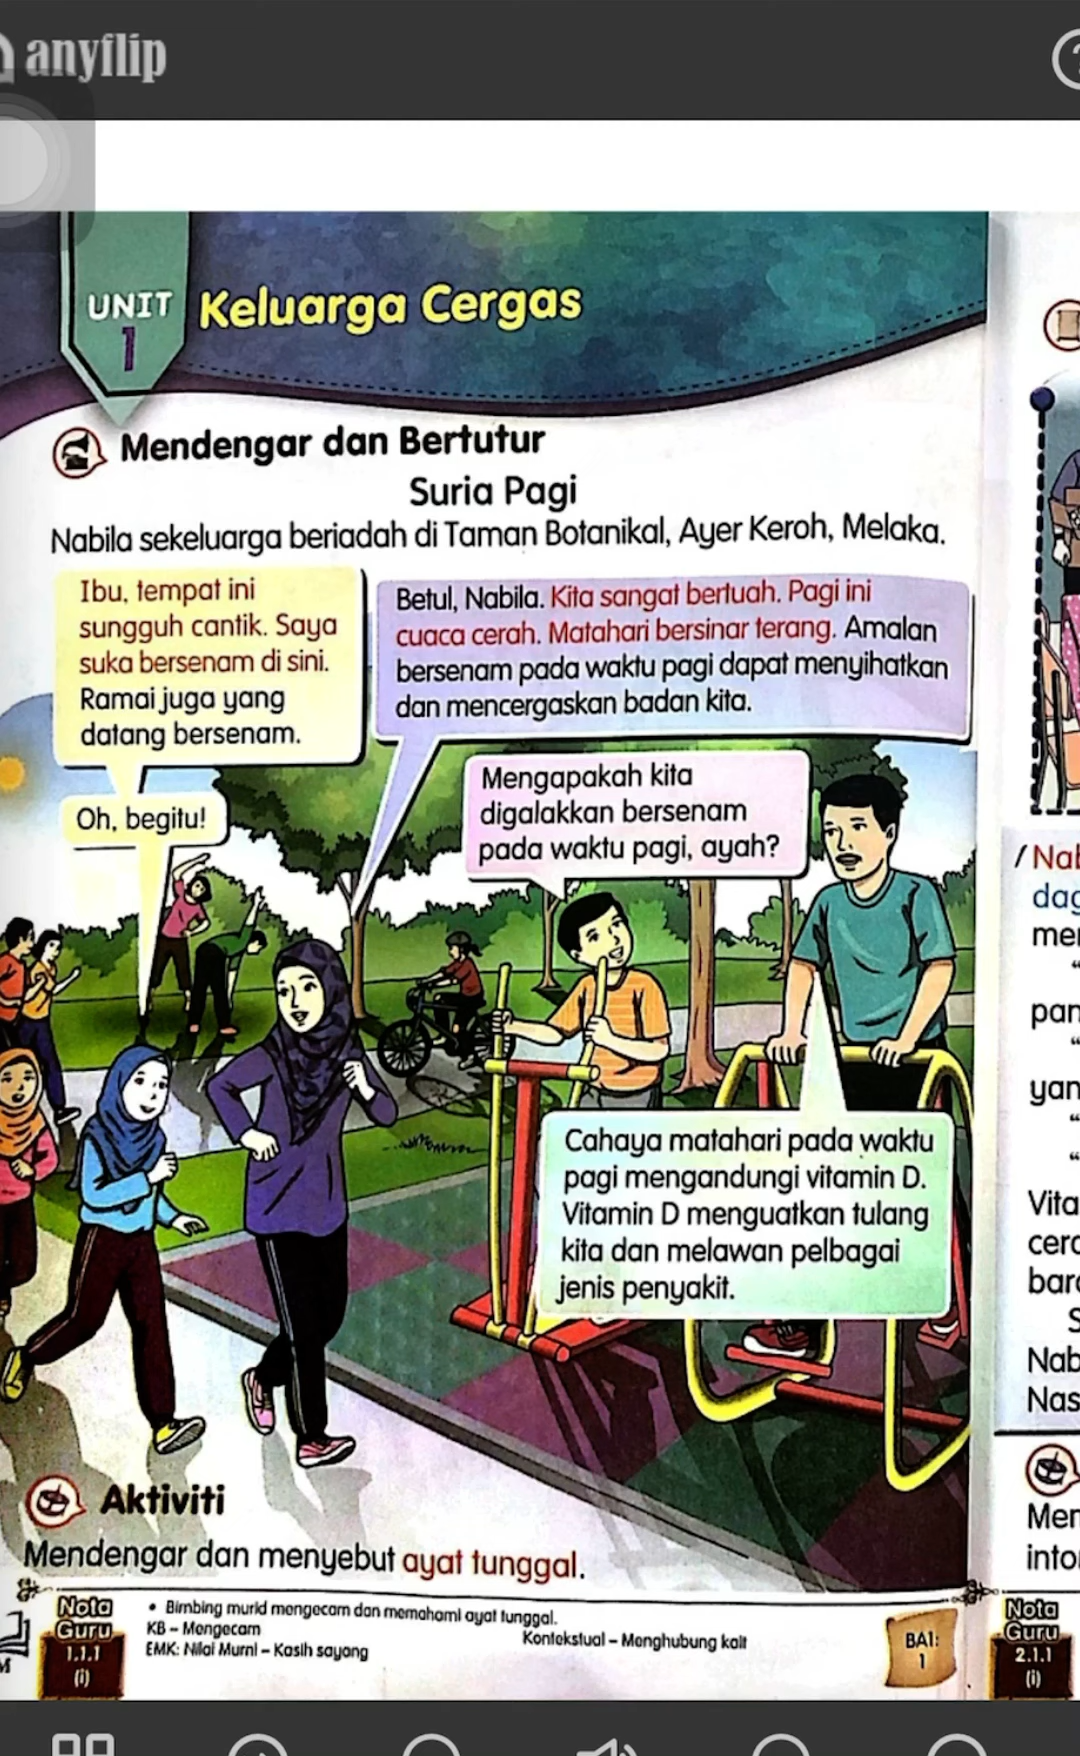 anyflip
UNIT
1
Keluarga Cergas
Mendengar dan Bertutur
Suria Pagi
Nabila sekeluarga beriadah di Taman Botanikal, Ayer Keroh, Melaka.
Ibu, tempat ini
sungguh cantik. Saya
suka bersenam di sini.
Ramai juga yang
datang bersenam.
Betul, Nabila. Kita sangat bertuah. Pagi ini
cuaca cerah. Matahari bersinar terang. Amalan
bersenam pada waktu pagi dapat menyihatkan
dan mencergaskan badan kita.
Mengapakah kita
digalakkan bersenam
pada waktu pagi, ayah?
Oh, begitu!
Cahaya matahari pada waktu
pagi mengandungi vitamin D.
Vitamin D menguatkan tulang
kita dan melawan pelbagai
jenis penyakit.
Aktiviti
Mendengar dan menyebut ayat tunggal.
Nota
Guru
1.1.1
(i)
• Bimbing murid mengecam dan memahami ayat tunggal.
KB – Mengecam
Kontekstual – Menghubung kait
EMK: Nilai Murni – Kasih sayang
BA1:
1
Vita
Nab
Nas
Nota
Guru
2.1.1
(i)